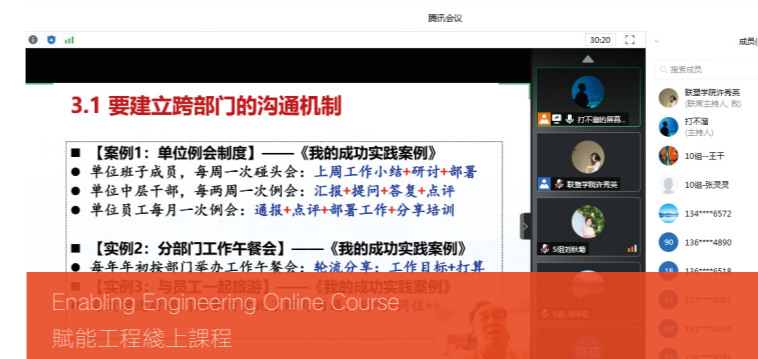 腾讯会议
30:20
成员(
搜索成员
3.1 要建立跨部门的沟通机制
【案例1：单位例会制度】——《我的成功实践案例》
单位班子成员，每周一次碰头会：上周工作小结+研讨+部署
单位中层干部，每两周一次例会：汇报+提问+答复+点评
单位员工每月一次例会：通报+点评+部署工作+分享培训
【实例2：分部门工作午餐会】——《我的成功实践案例》
每年年初按部门举办工作午餐会：轮流分享：工作目标+打算
【实例3：与员工一起旅游】——《我的成功实践案例》
打不溜的屏幕...
联塑学院许秀英
5组刘秋菊
联塑学院许秀英
(联席主持人, 我)
打不溜
(主持人)
10组--王干
10组-张灵灵
134****6572
90 136****4890
18 136****6518
Enabling Engineering Online Course
賦能工程綫上課程